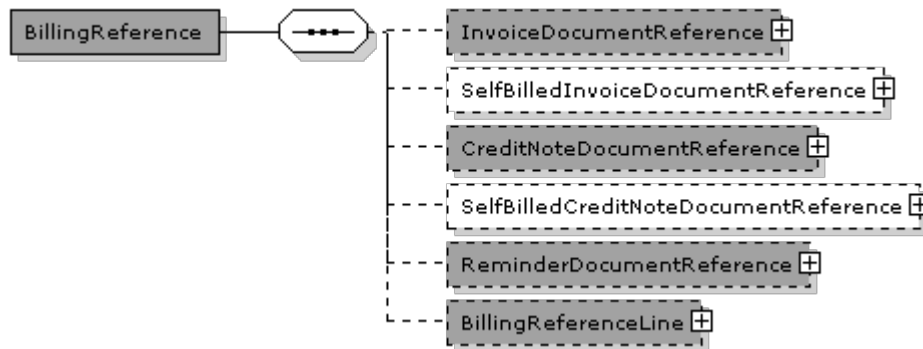 BillingReference
InvoiceDocumentReference
SelfBilledInvoiceDocumentReference
CreditNoteDocumentReference
SelfBilledCreditNoteDocumentReference
ReminderDocumentReference
BillingReferenceLine